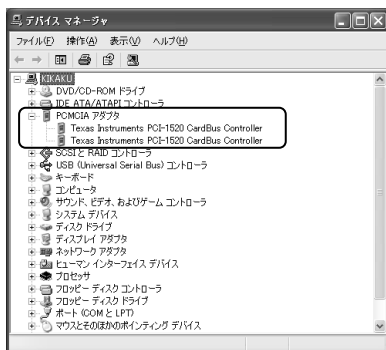 デバイス マネージャ
ファイル(F) 操作(A) 表示(V) ヘルプ(H)
KIKAKU
DVD/CD-ROM ドライブ
IDE ATA/ATAPI コントローラ
PCMCIA アダプタ
Texas Instruments PCI-1520 CardBus Controller
Texas Instruments PCI-1520 CardBus Controller
SCSI と RAID コントローラ
USB (Universal Serial Bus) コントローラ
キーボード
コンピュータ
サウンド、ビデオ、およびゲーム コントローラ
システム デバイス
ディスク ドライブ
ディスプレイ アダプタ
ネットワーク アダプタ
ヒューマン インターフェイス デバイス
プロセッサ
フロッピー ディスク コントローラ
フロッピー ディスク ドライブ
ポート (COM と LPT)
マウスとそのほかのポインティング デバイス